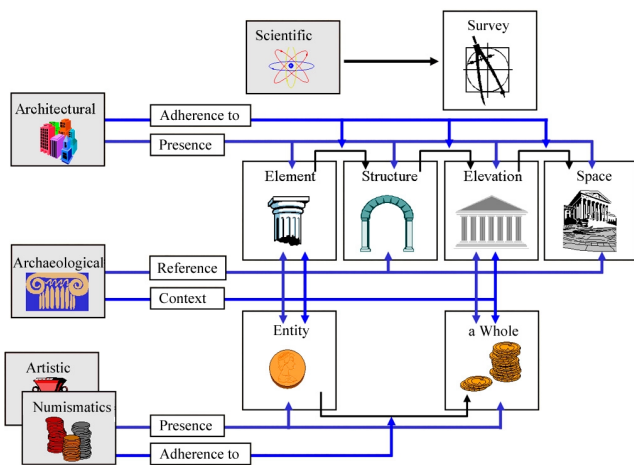 Scientific
Survey
Architectural
Adherence to
Presence
Element
Structure
Elevation
Space
Archaeological
Reference
Context
Entity
a Whole
Artistic
Numismatics
Presence
Adherence to